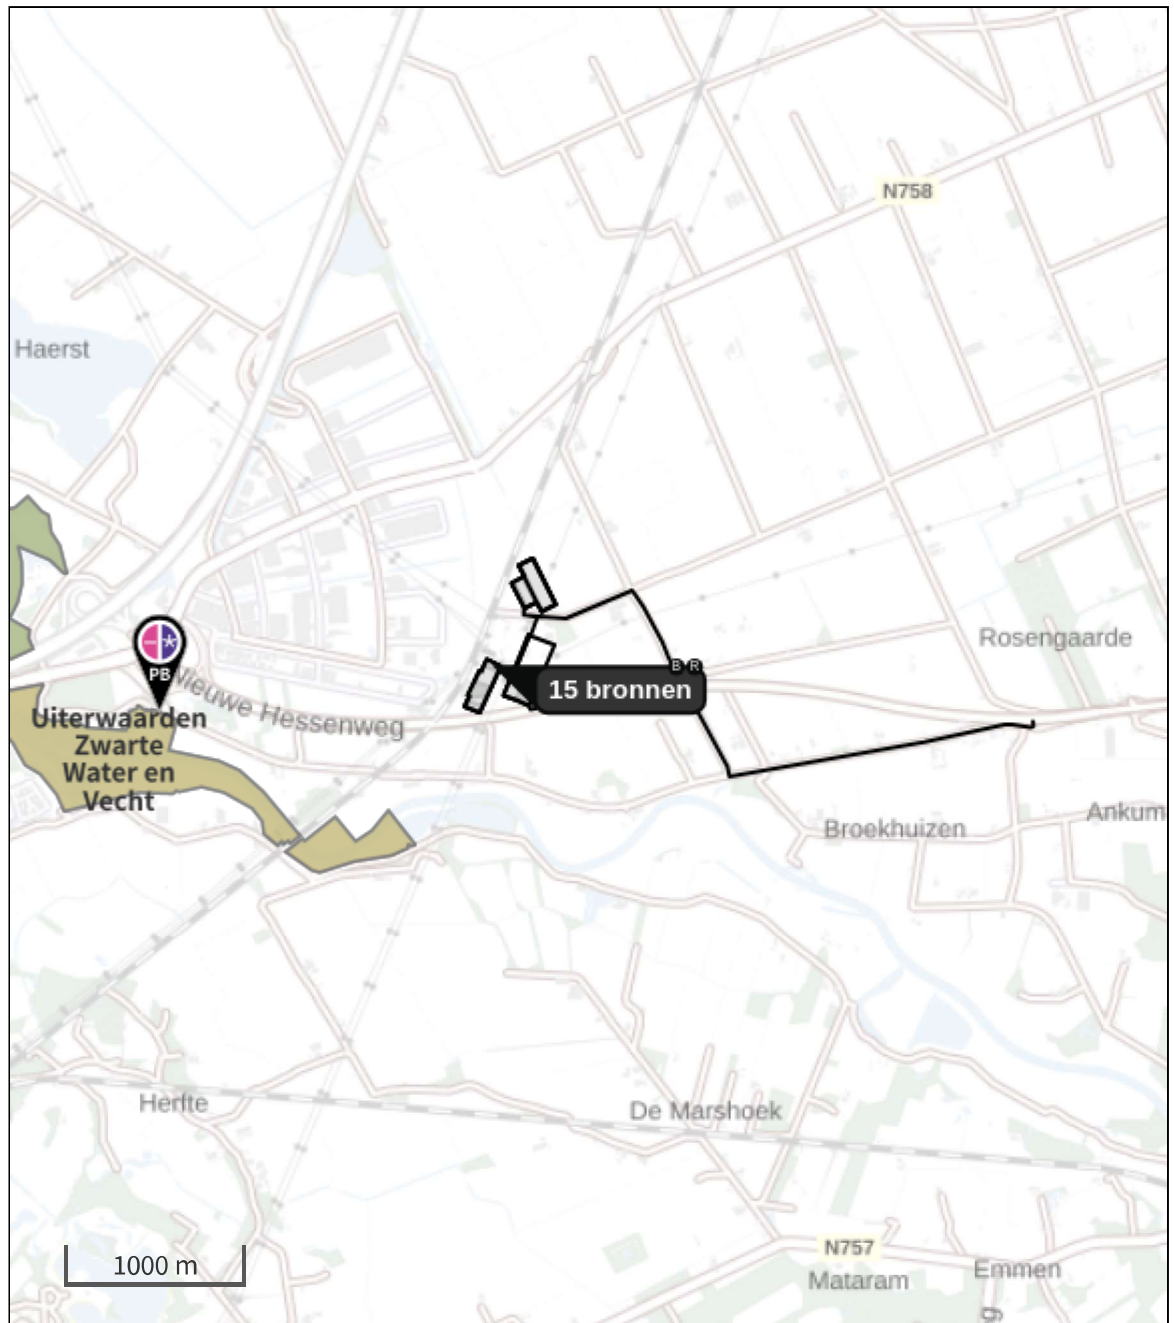 N758
Haerst
Rosengaarde
B R
15 bronnen
PB
Nieuwe Hessenweg
Uiterwaarden
Zwarte
Water en
Vecht
Ankum
Broekhuizen
Herfte
De Marshoek
N757
1000 m
Emmen
Mataram
g